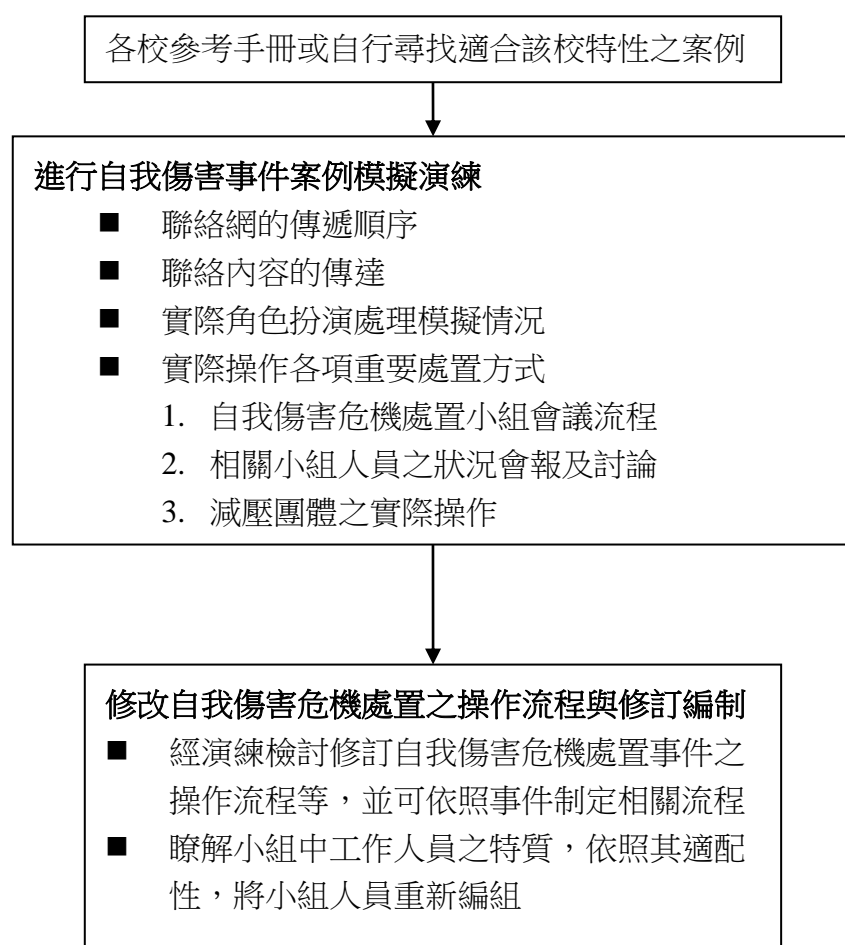 各校參考手冊或自行尋找適合該校特性之案例
進行自我傷害事件案例模擬演練
■ 聯絡網的傳遞順序
■ 聯絡內容的傳達
■ 實際角色扮演處理模擬情況
■ 實際操作各項重要處置方式
1. 自我傷害危機處置小組會議流程
2. 相關小組人員之狀況會報及討論
3. 減壓團體之實際操作
修改自我傷害危機處置之操作流程與修訂編制
■ 經演練檢討修訂自我傷害危機處置事件之
操作流程等，並可依照事件制定相關流程
■ 瞭解小組中工作人員之特質，依照其適配
性，將小組人員重新編組